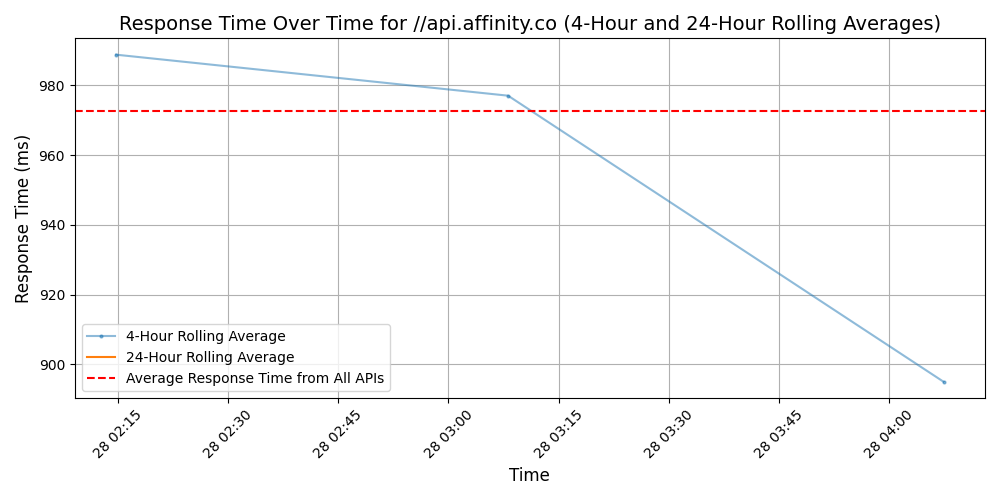 Response Time Over Time for //api.affinity.co (4-Hour and 24-Hour Rolling Averages)
Response Time (ms)
980
960
940
920
900
4-Hour Rolling Average
24-Hour Rolling Average
Average Response Time from All APIs
28 02:15
28 02:30
28 02:45
28 03:00
28 03:15
28 03:30
28 03:45
28 04:00
Time